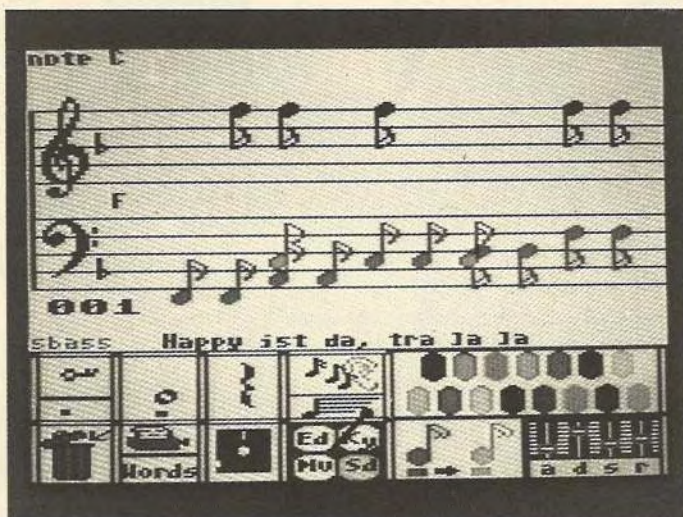 note C
F
001
sbass Happy ist da, tra la la
Ed Ky
Words Mu Sd
a d s r